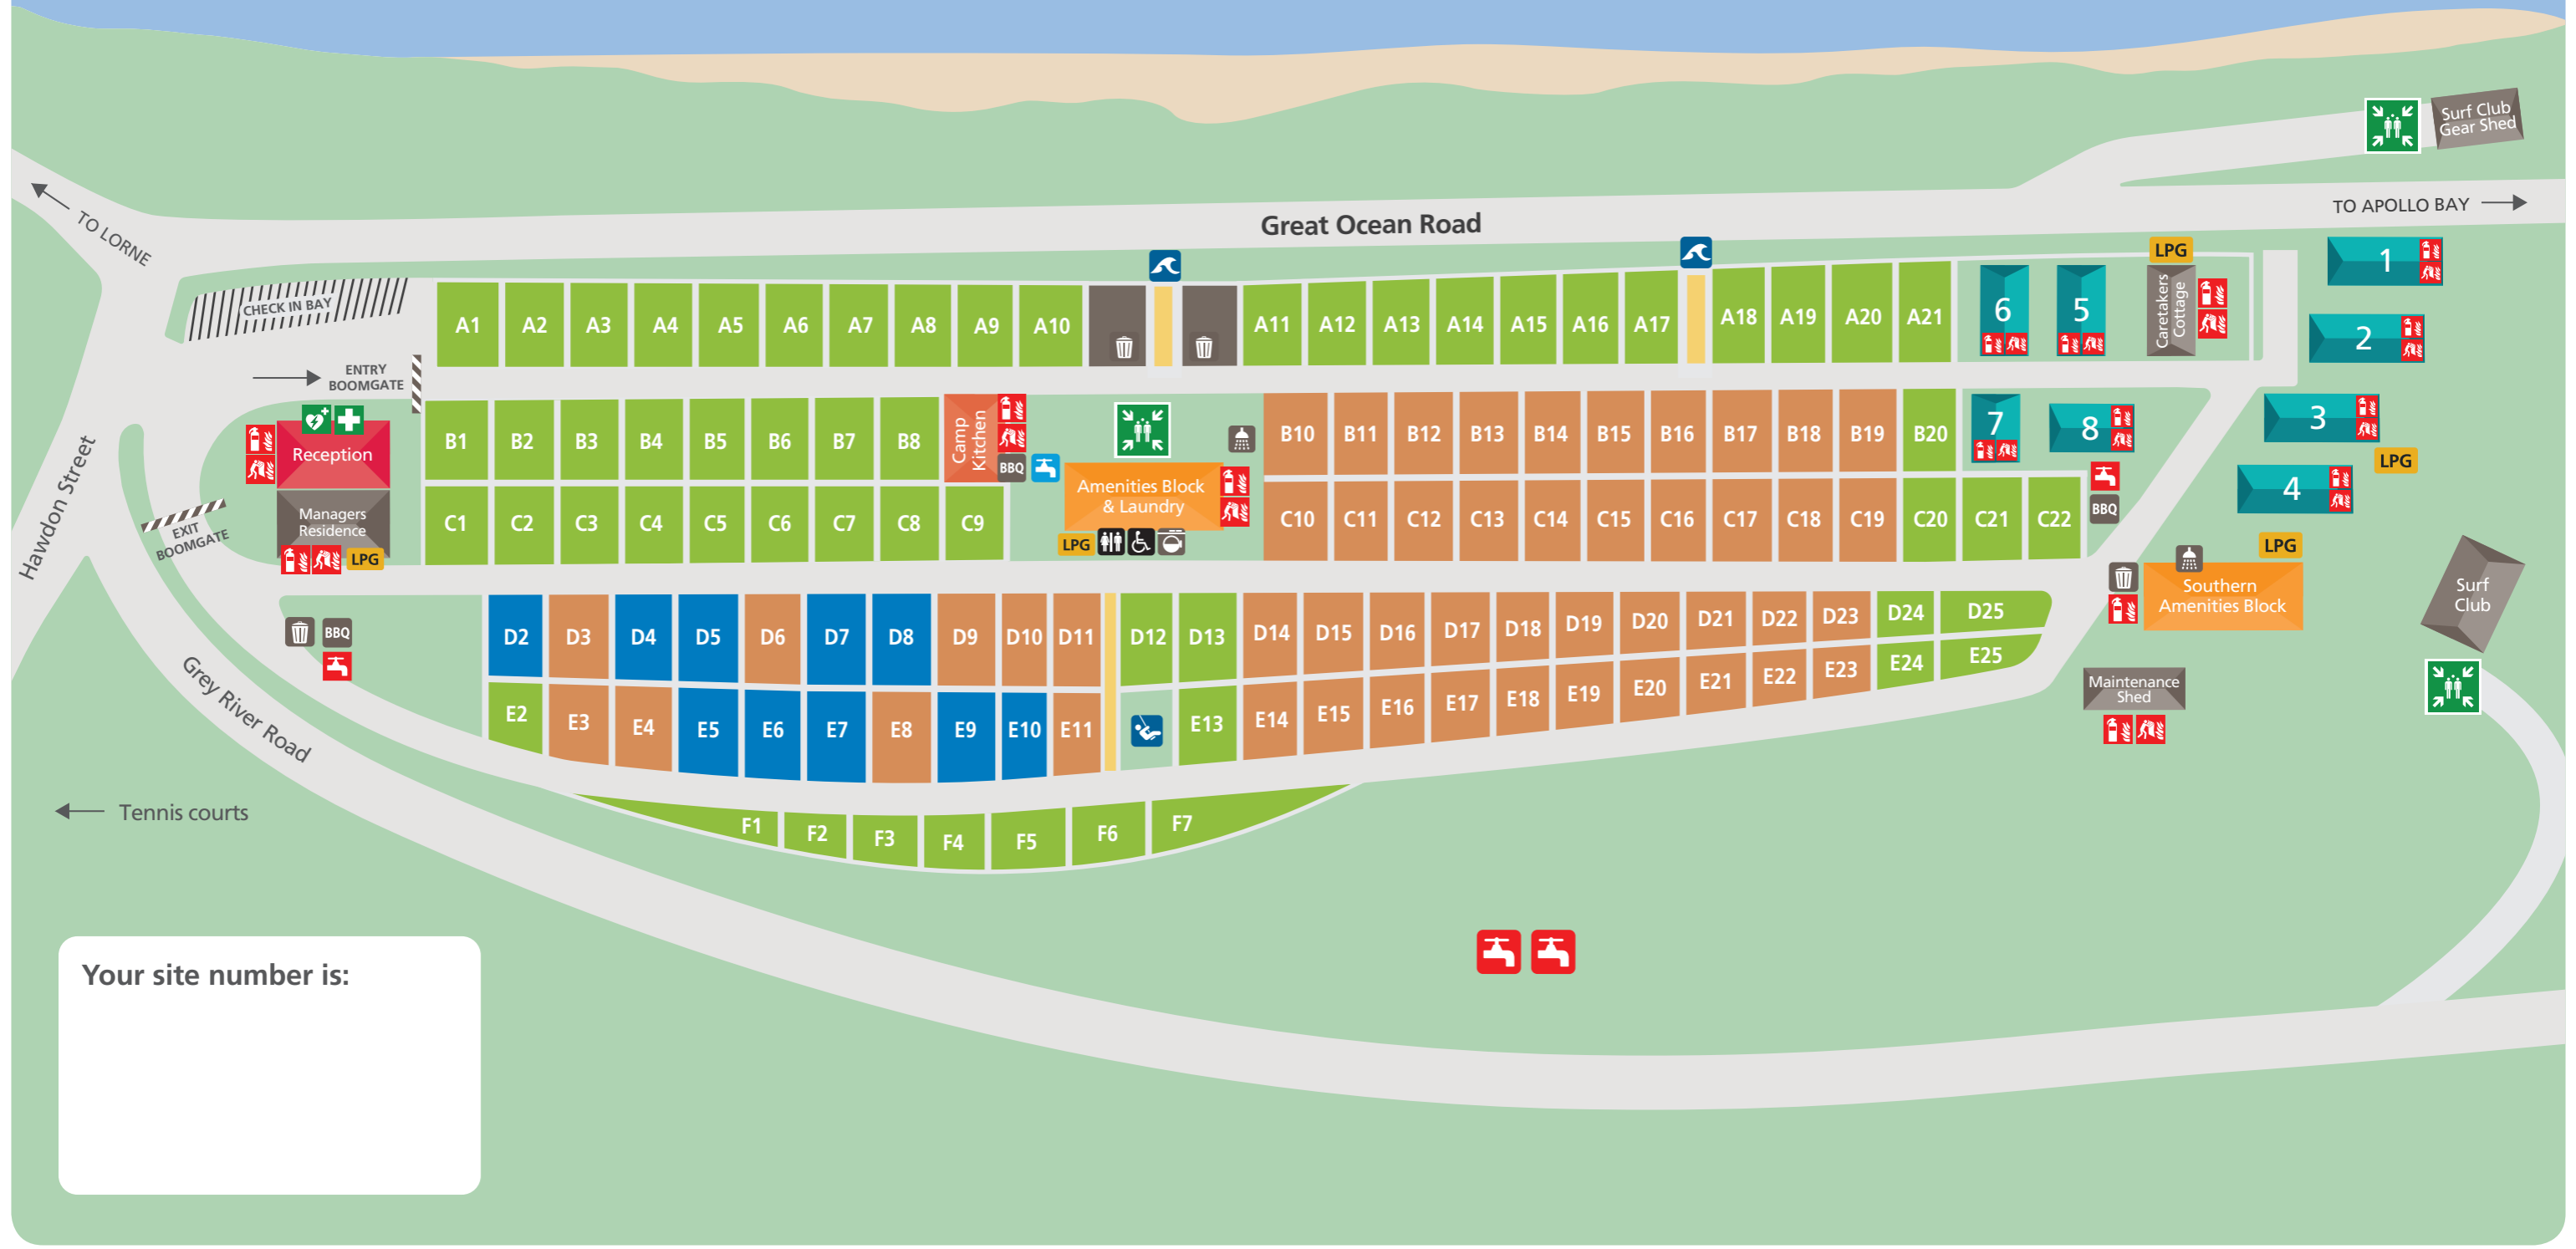 Surf Club
Gear Shed
TO LORNE
Great Ocean Road
TO APOLLO BAY
LPG
1
CHECK IN BAY
A1 A2 A3 A4 A5 A6 A7 A8 A9 A10 A11 A12 A13 A14 A15 A16 A17 A18 A19 A20 A21
6 5
Caretakers
Cottage
2
ENTRY
BOOMGATE
Reception
B1 B2 B3 B4 B5 B6 B7 B8
Camp
Kitchen
BBQ
B10 B11 B12 B13 B14 B15 B16 B17 B18 B19 B20
7 8
3
LPG
Amenities Block
& Laundry
LPG
4
BBQ
Hawdon Street
Managers
Residence
LPG
EXIT
BOOMGATE
C1 C2 C3 C4 C5 C6 C7 C8 C9 C10 C11 C12 C13 C14 C15 C16 C17 C18 C19 C20 C21 C22
LPG
Southern
Amenities Block
Surf
Club
BBQ
D2 D3 D4 D5 D6 D7 D8 D9 D10 D11 D12 D13 D14 D15 D16 D17 D18 D19 D20 D21 D22 D23 D24 D25
E2 E3 E4 E5 E6 E7 E8 E9 E10 E11 E13 E14 E15 E16 E17 E18 E19 E20 E21 E22 E23 E24 E25
Maintenance
Shed
Grey River Road
Tennis courts
F1 F2 F3 F4 F5 F6 F7
Your site number is: